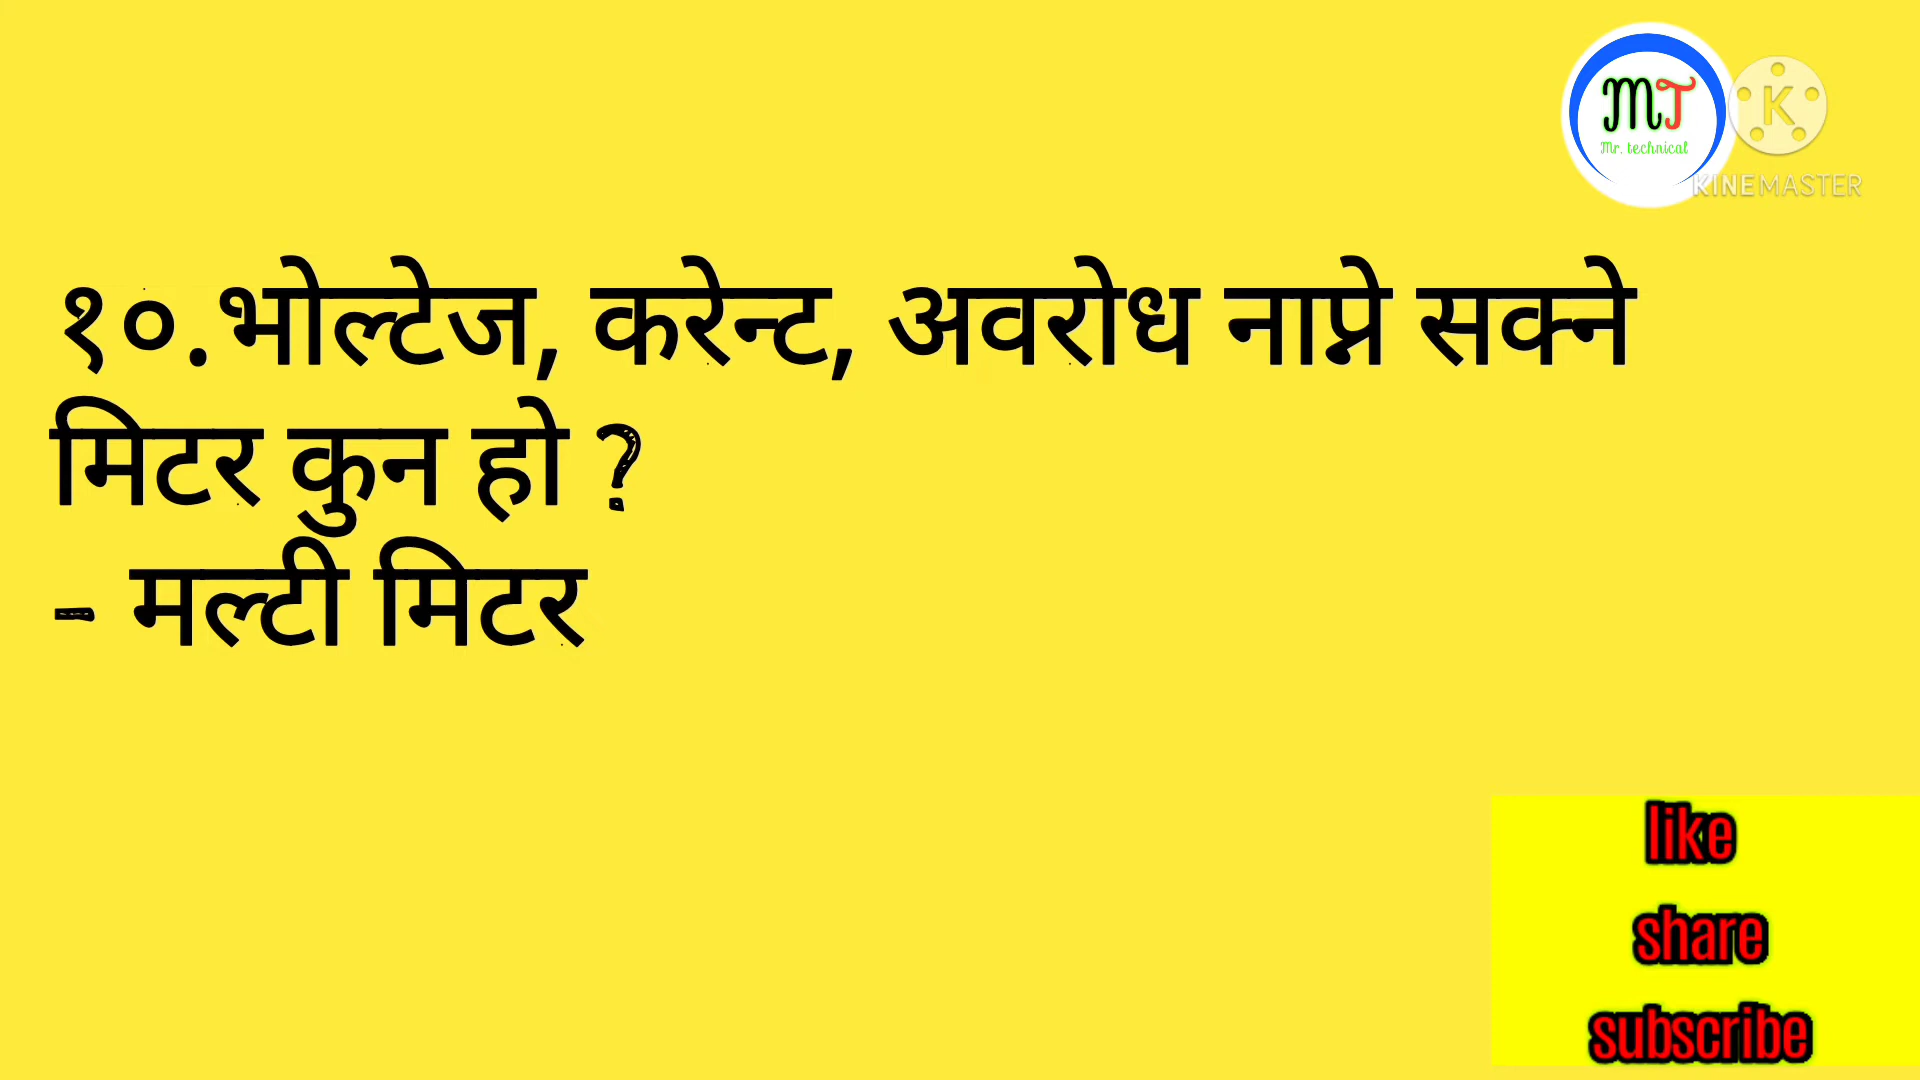 MT
Mr. technical
K
KINEMASTER
१०.भोल्टेज, करेन्ट, अवरोध नाप्ने सक्ने
मिटर कुन हो ?
- मल्टी मिटर
like
share
subscribe